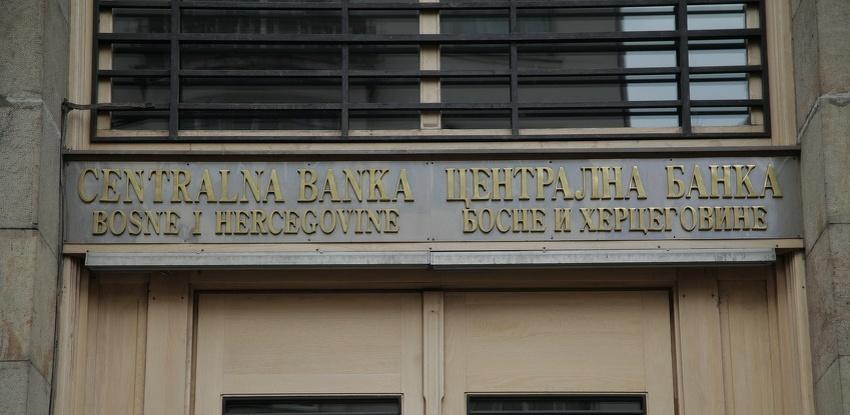 CENTRALNA BANKA
BOSNE I HERCEGOVINE
ЦЕНТРАЛНА БАНКА
БОСНЕ И ХЕРЦЕГОВИНЕ